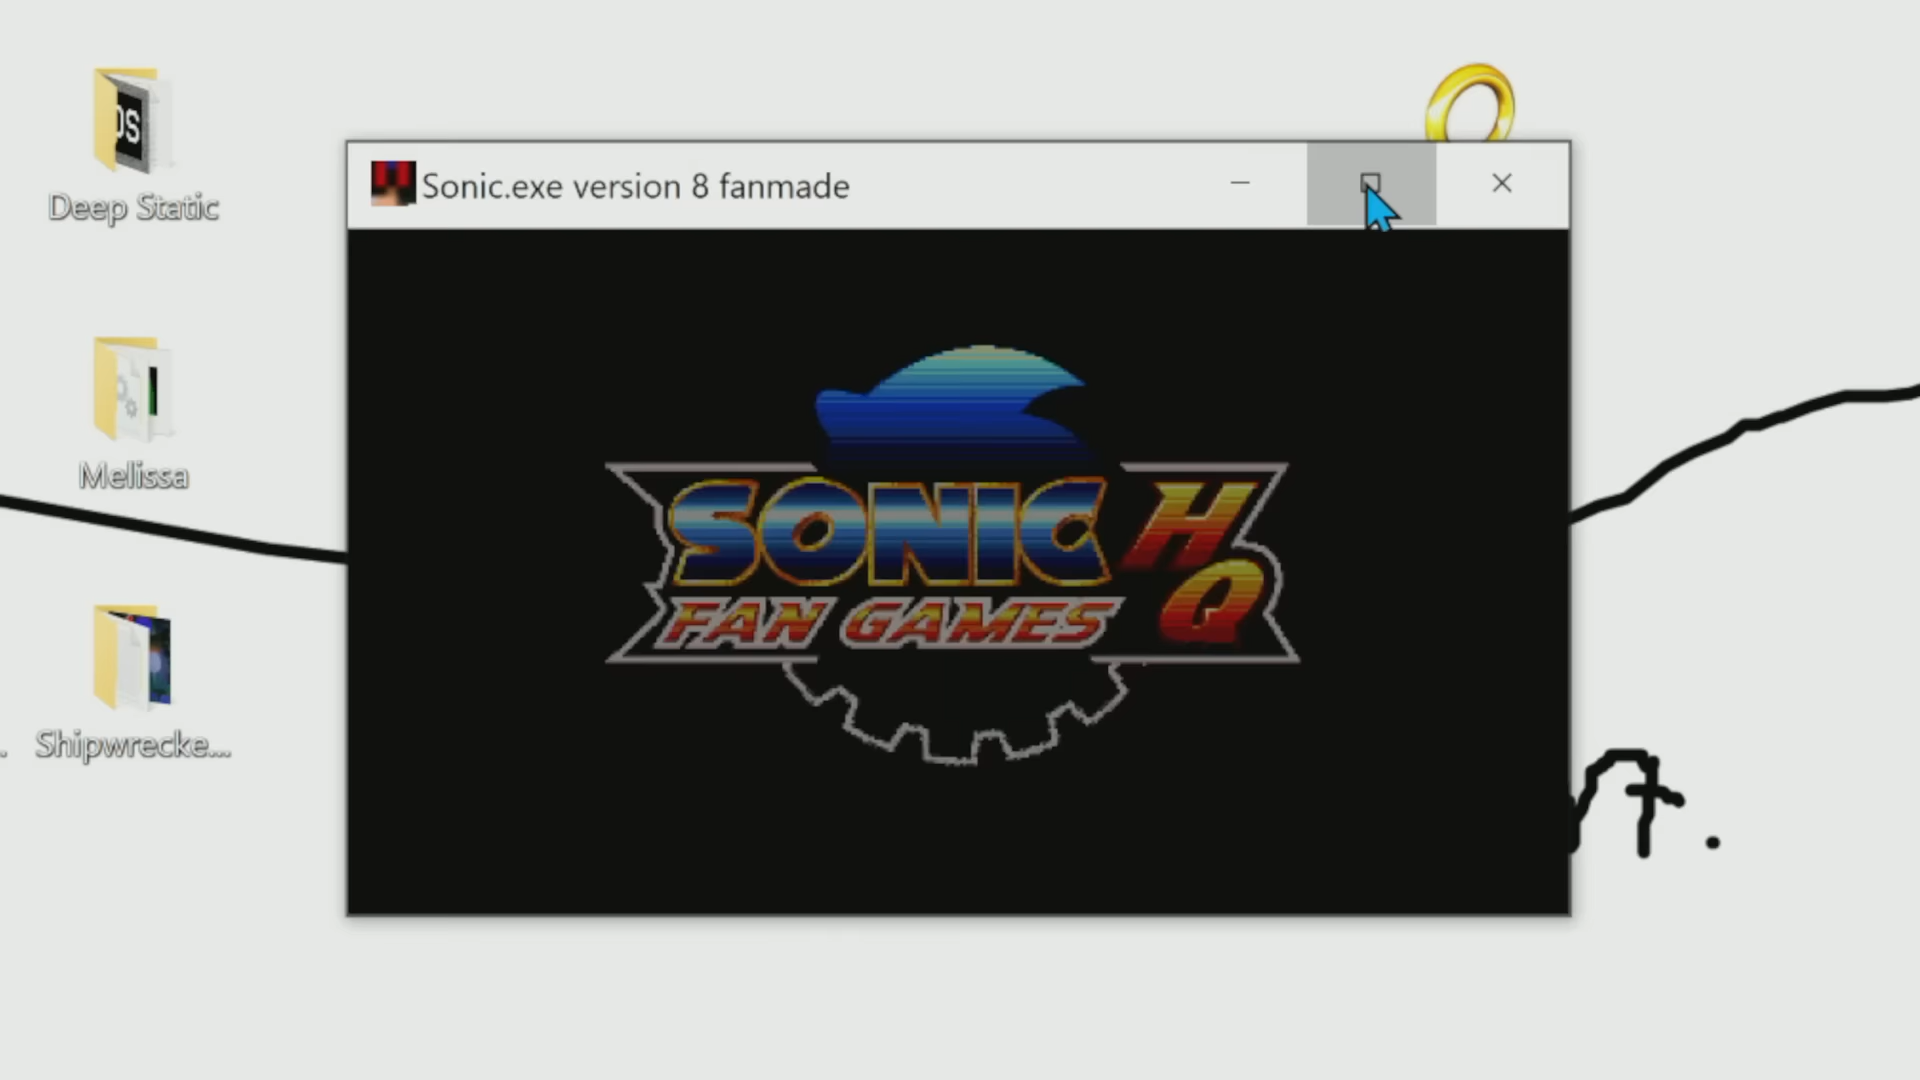 Deep Static
Sonic.exe version 8 fanmade
SONIC HQ
FAN GAMES
Melissa
Shipwrecke...